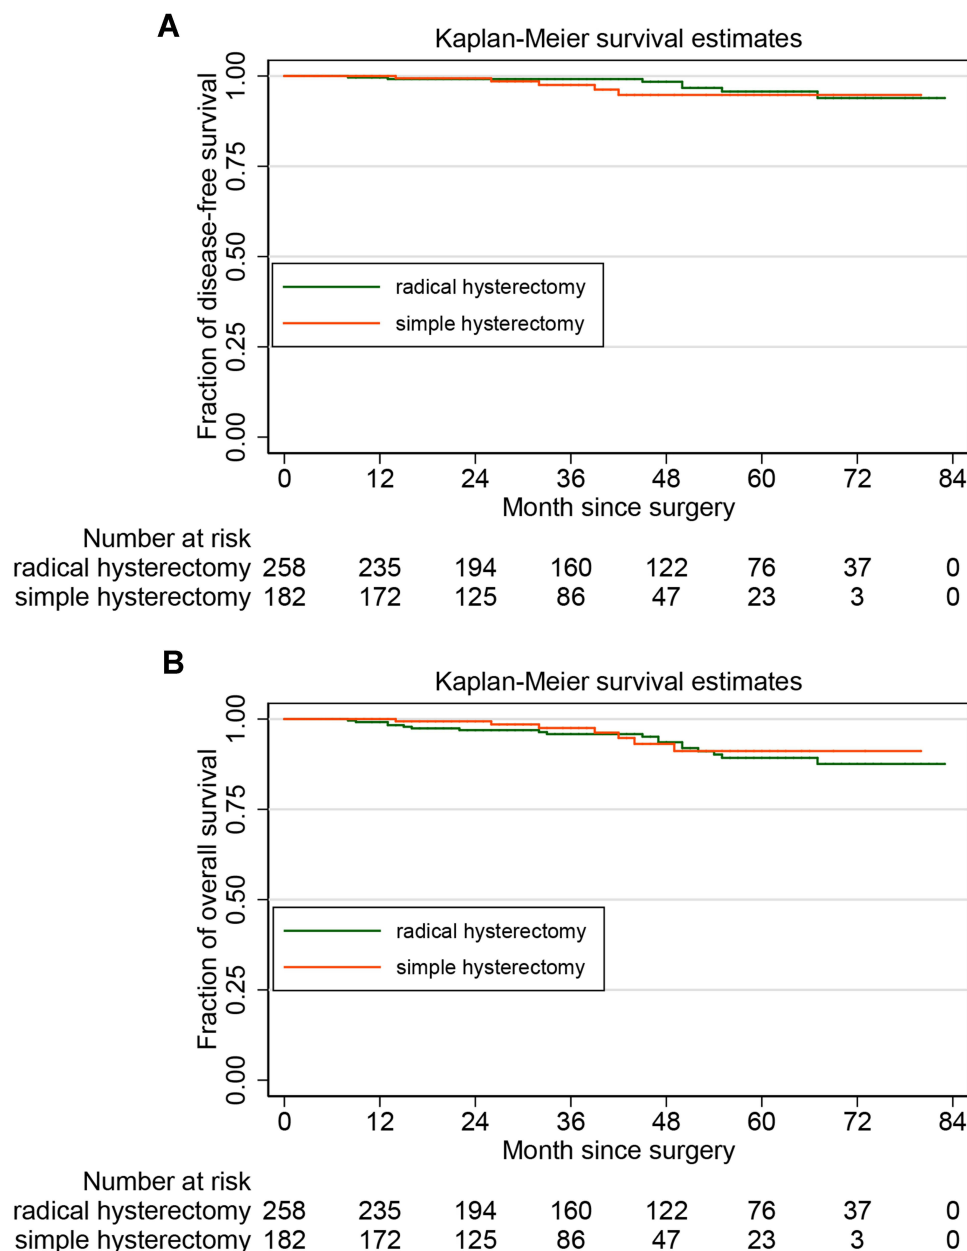 A
Kaplan-Meier survival estimates
Fraction of disease-free survival
1.00
0.75
0.50
0.25
0.00
radical hysterectomy
simple hysterectomy
0 12 24 36 48 60 72 84
Month since surgery
Number at risk
radical hysterectomy 258 235 194 160 122 76 37 0
simple hysterectomy 182 172 125 86 47 23 3 0
B
Kaplan-Meier survival estimates
Fraction of overall survival
1.00
0.75
0.50
0.25
0.00
radical hysterectomy
simple hysterectomy
0 12 24 36 48 60 72 84
Month since surgery
Number at risk
radical hysterectomy 258 235 194 160 122 76 37 0
simple hysterectomy 182 172 125 86 47 23 3 0